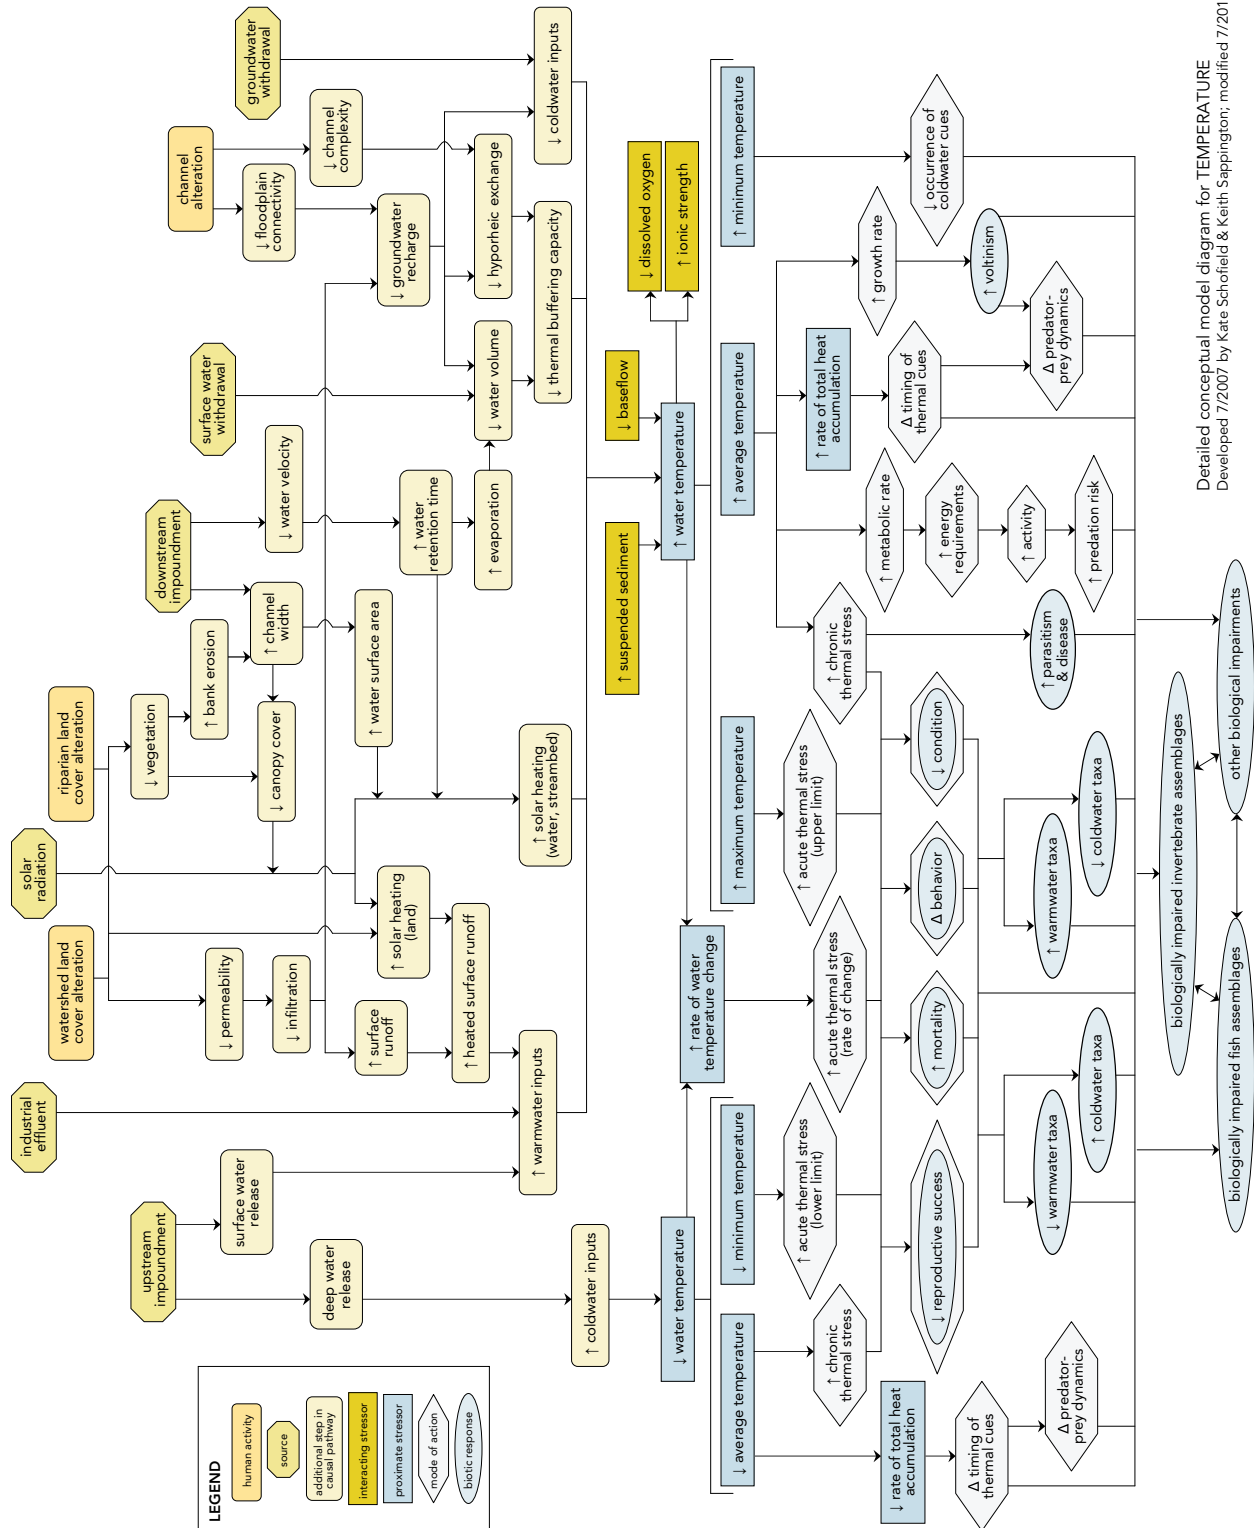 LEGEND
human activity
source
additional step in
causal pathway
interacting stressor
proximate stressor
mode of action
biotic response
upstream
impoundment
industrial
effluent
watershed land
cover alteration
solar
radiation
riparian land
cover alteration
downstream
impoundment
surface water
withdrawal
channel
alteration
groundwater
withdrawal
deep water
release
surface water
release
↓ permeability
↓ infiltration
↑ surface
runoff
↑ solar heating
(land)
↑ heated surface runoff
↓ vegetation
↑ bank erosion
↓ canopy cover
↑ channel
width
↑ water surface area
↓ water velocity
↑ water
retention time
↑ evaporation
↓ floodplain
connectivity
↓ channel
complexity
↓ groundwater
recharge
↓ water volume
↓ hyporheic exchange
↑ coldwater inputs
↑ warmwater inputs
↑ solar heating
(water, streambed)
↓ thermal buffering capacity
↓ coldwater inputs
↑ suspended sediment
↓ baseflow
↓ dissolved oxygen
↑ ionic strength
↓ water temperature
↑ rate of water
temperature change
↑ water temperature
↓ average temperature
↓ minimum temperature
↑ maximum temperature
↑ average temperature
↑ minimum temperature
↑ chronic
thermal stress
↑ acute thermal stress
(lower limit)
↑ acute thermal stress
(rate of change)
↑ acute thermal stress
(upper limit)
↑ chronic
thermal stress
↑ metabolic rate
↑ energy
requirements
↑ activity
↑ predation risk
↑ rate of total heat
accumulation
Δ timing of
thermal cues
↑ growth rate
↑ voltinism
Δ predator-
prey dynamics
↓ occurrence of
coldwater cues
↓ rate of total heat
accumulation
Δ timing of
thermal cues
Δ predator-
prey dynamics
↓ reproductive success
↑ mortality
Δ behavior
↓ condition
↑ parasitism
& disease
↓ warmwater taxa
↑ coldwater taxa
↑ warmwater taxa
↓ coldwater taxa
biologically impaired invertebrate assemblages
biologically impaired fish assemblages
other biological impairments
Detailed conceptual model diagram for TEMPERATURE
Developed 7/2007 by Kate Schofield & Keith Sappington; modified 7/201